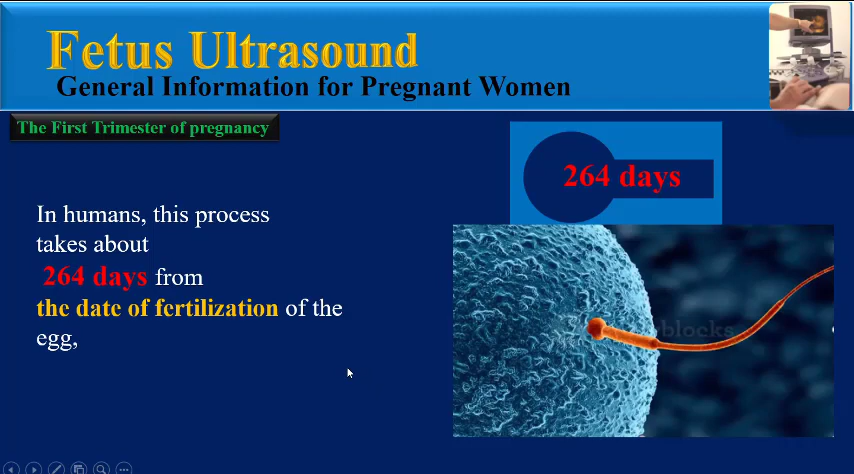 Fetus Ultrasound
General Information for Pregnant Women
The First Trimester of pregnancy
264 days
In humans, this process
takes about
264 days from
the date of fertilization of the
egg,